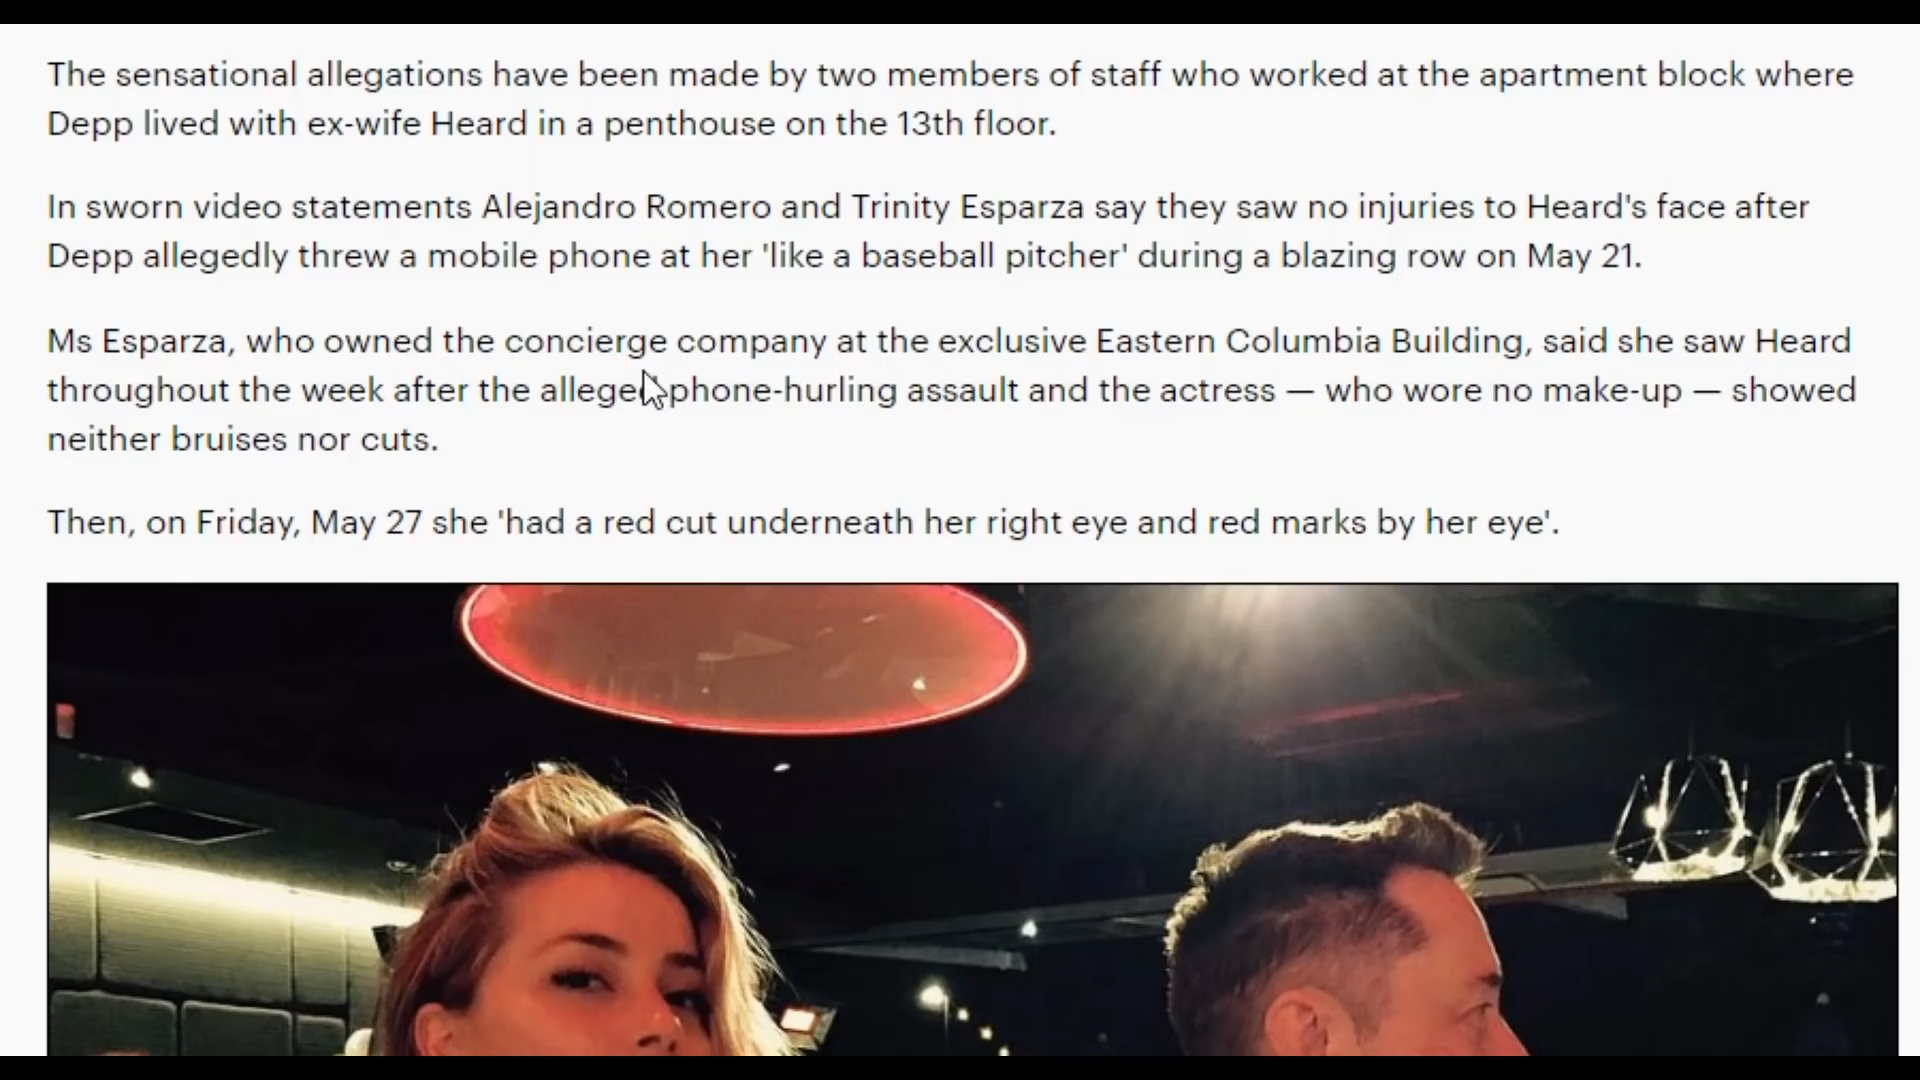 The sensational allegations have been made by two members of staff who worked at the apartment block where
Depp lived with ex-wife Heard in a penthouse on the 13th floor.
In sworn video statements Alejandro Romero and Trinity Esparza say they saw no injuries to Heard's face after
Depp allegedly threw a mobile phone at her 'like a baseball pitcher' during a blazing row on May 21.
Ms Esparza, who owned the concierge company at the exclusive Eastern Columbia Building, said she saw Heard
throughout the week after the alleged phone-hurling assault and the actress — who wore no make-up — showed
neither bruises nor cuts.
Then, on Friday, May 27 she 'had a red cut underneath her right eye and red marks by her eye'.